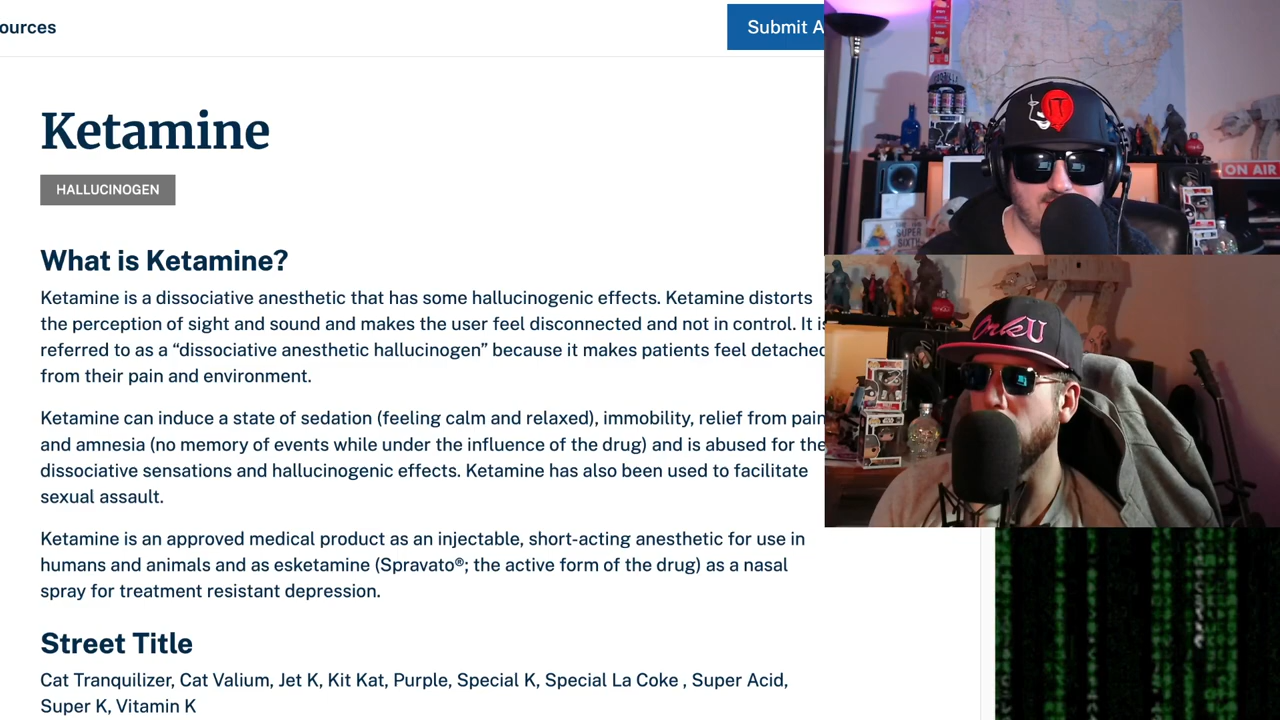 ources
Submit A
Ketamine
HALLUCINOGEN
What is Ketamine?
Ketamine is a dissociative anesthetic that has some hallucinogenic effects. Ketamine distorts
the perception of sight and sound and makes the user feel disconnected and not in control. It is
referred to as a “dissociative anesthetic hallucinogen” because it makes patients feel detached
from their pain and environment.
Ketamine can induce a state of sedation (feeling calm and relaxed), immobility, relief from pain
and amnesia (no memory of events while under the influence of the drug) and is abused for the
dissociative sensations and hallucinogenic effects. Ketamine has also been used to facilitate
sexual assault.
Ketamine is an approved medical product as an injectable, short-acting anesthetic for use in
humans and animals and as esketamine (Spravato®; the active form of the drug) as a nasal
spray for treatment resistant depression.
Street Title
Cat Tranquilizer, Cat Valium, Jet K, Kit Kat, Purple, Special K, Special La Coke , Super Acid,
Super K, Vitamin K
IT
ON AIR
SUPER
SIXTH
OrkU